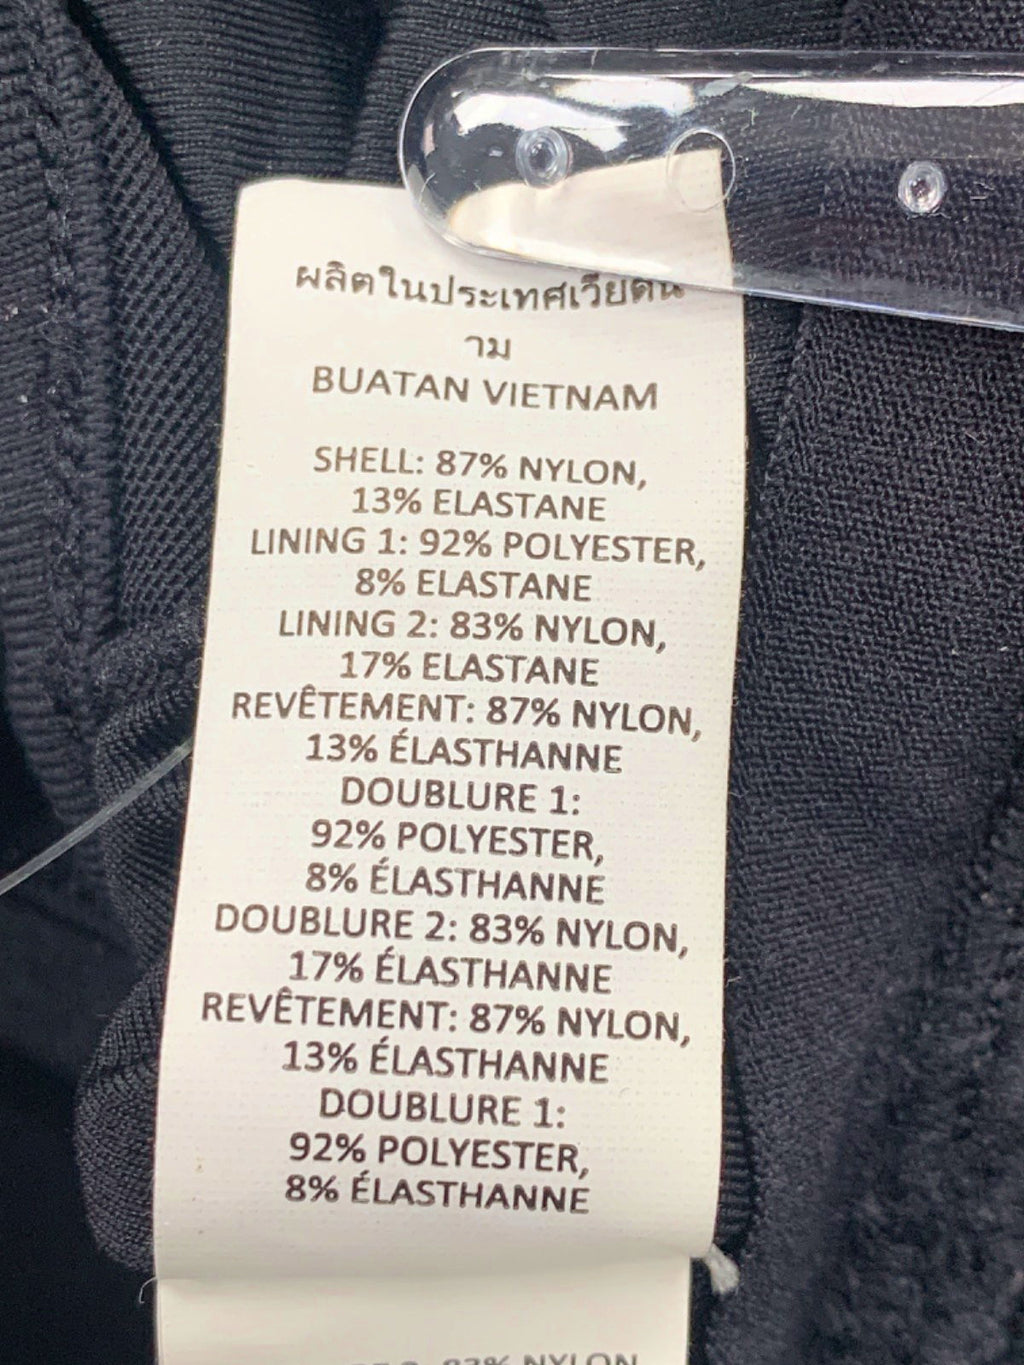 ผลิตในประเทศเวียดน
าม
BUATAN VIETNAM
SHELL: 87% NYLON,
13% ELASTANE
LINING 1: 92% POLYESTER,
8% ELASTANE
LINING 2: 83% NYLON,
17% ELASTANE
REVÊTEMENT: 87% NYLON,
13% ÉLASTHANNE
DOUBLURE 1:
92% POLYESTER,
8% ÉLASTHANNE
DOUBLURE 2: 83% NYLON,
17% ÉLASTHANNE
REVÊTEMENT: 87% NYLON,
13% ÉLASTHANNE
DOUBLURE 1:
92% POLYESTER,
8% ÉLASTHANNE
83% NYLON